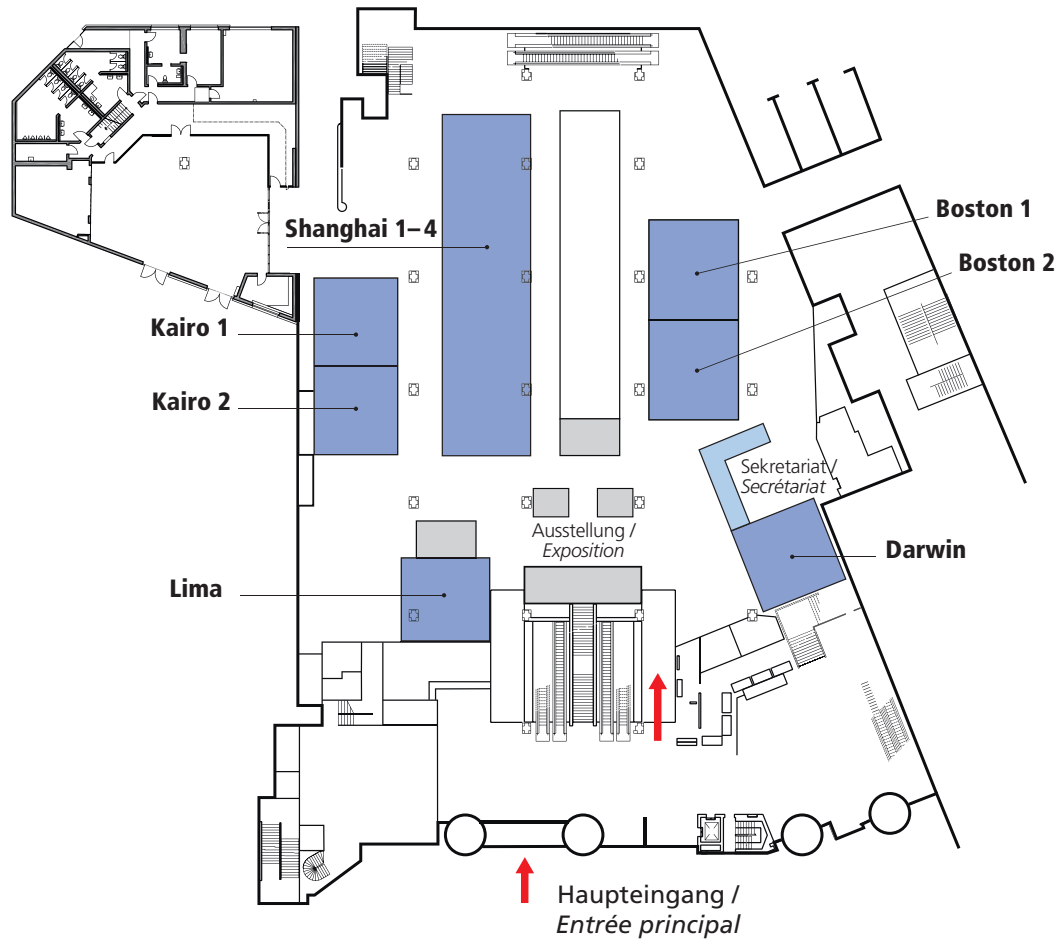 Boston 1
Shanghai 1–4
Boston 2
Kairo 1
Kairo 2
Sekretariat /
Secrétariat
Ausstellung /
Exposition
Darwin
Lima
Haupteingang /
Entrée principal